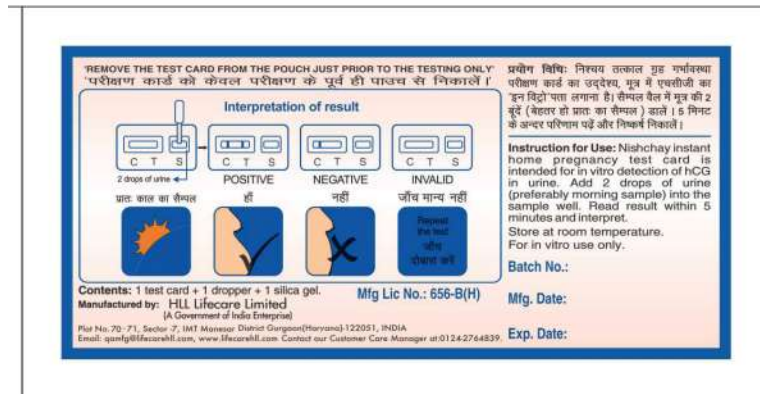 'REMOVE THE TEST CARD FROM THE POUCH JUST PRIOR TO THE TESTING ONLY'
'परीक्षण कार्ड को केवल परीक्षण के पूर्व ही पाउच से निकालें।'
Interpretation of result
C T S C T S C T S C T S
2 drops of urine POSITIVE NEGATIVE INVALID
प्रातः काल का सैम्पल हाँ नहीं जाँच मान्य नहीं
Repeat
the test
जाँच
दोबारा करें
Contents: 1 test card + 1 dropper + 1 silica gel.
Mfg Lic No.: 656-B(H)
Manufactured by: HLL Lifecare Limited
(A Government of India Enterprise)
Plot No. 70-71, Sector -7, IMT Manesar District Gurgaon(Haryana)-122051, INDIA
Email: qamfg@lifecarehll.com, www.lifecarehll.com Contact our Customer Care Manager at:0124-2764839.
प्रयोग विधिः निश्चय तत्काल गृह गर्भावस्था
परीक्षण कार्ड का उद्देश्य, मूत्र में एचसीजी का
'इन विट्रो' पता लगाना है। सैम्पल वैल में मूत्र की 2
बूंदें (बेहतर हो प्रातः का सैम्पल) डालें । 5 मिनट
के अन्दर परिणाम पढ़ें और निष्कर्ष निकालें।
Instruction for Use: Nishchay instant
home pregnancy test card is
intended for in vitro detection of hCG
in urine. Add 2 drops of urine
(preferably morning sample) into the
sample well. Read result within 5
minutes and interpret.
Store at room temperature.
For in vitro use only.
Batch No.:
Mfg. Date:
Exp. Date: